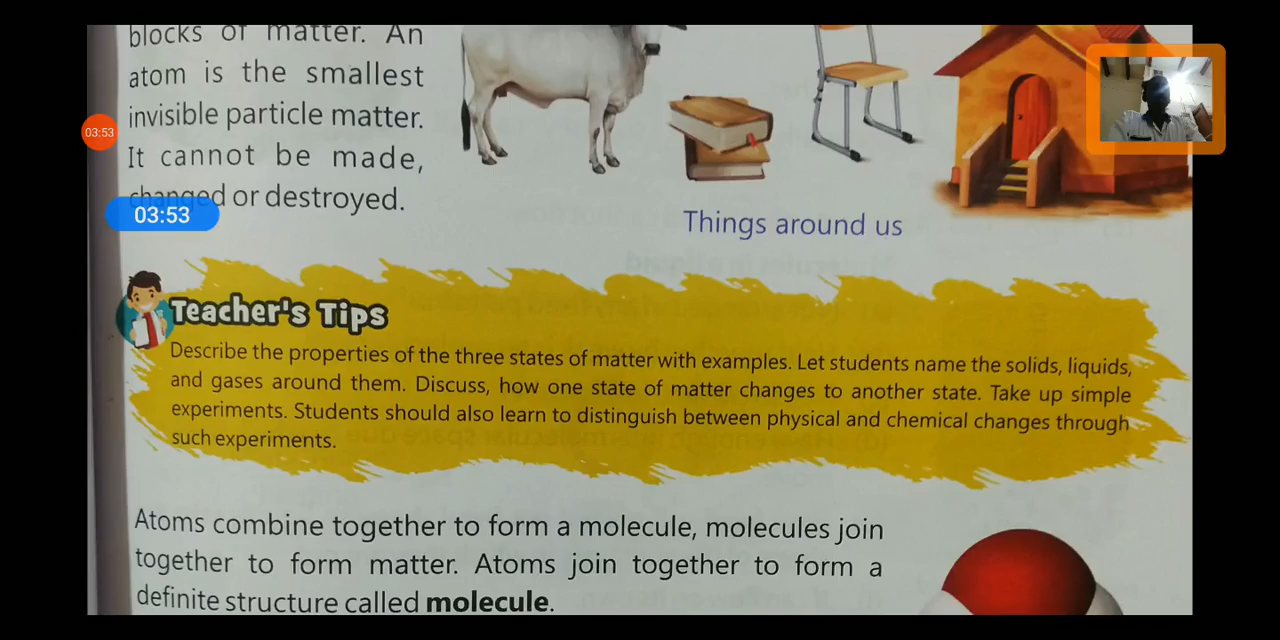 blocks of matter. An
atom is the smallest
invisible particle matter.
It cannot be made,
changed or destroyed.
03:53
03:53
Things around us
Teacher's Tips
Describe the properties of the three states of matter with examples. Let students name the solids, liquids,
and gases around them. Discuss, how one state of matter changes to another state. Take up simple
experiments. Students should also learn to distinguish between physical and chemical changes through
such experiments.
Atoms combine together to form a molecule, molecules join
together to form matter. Atoms join together to form a
definite structure called molecule.